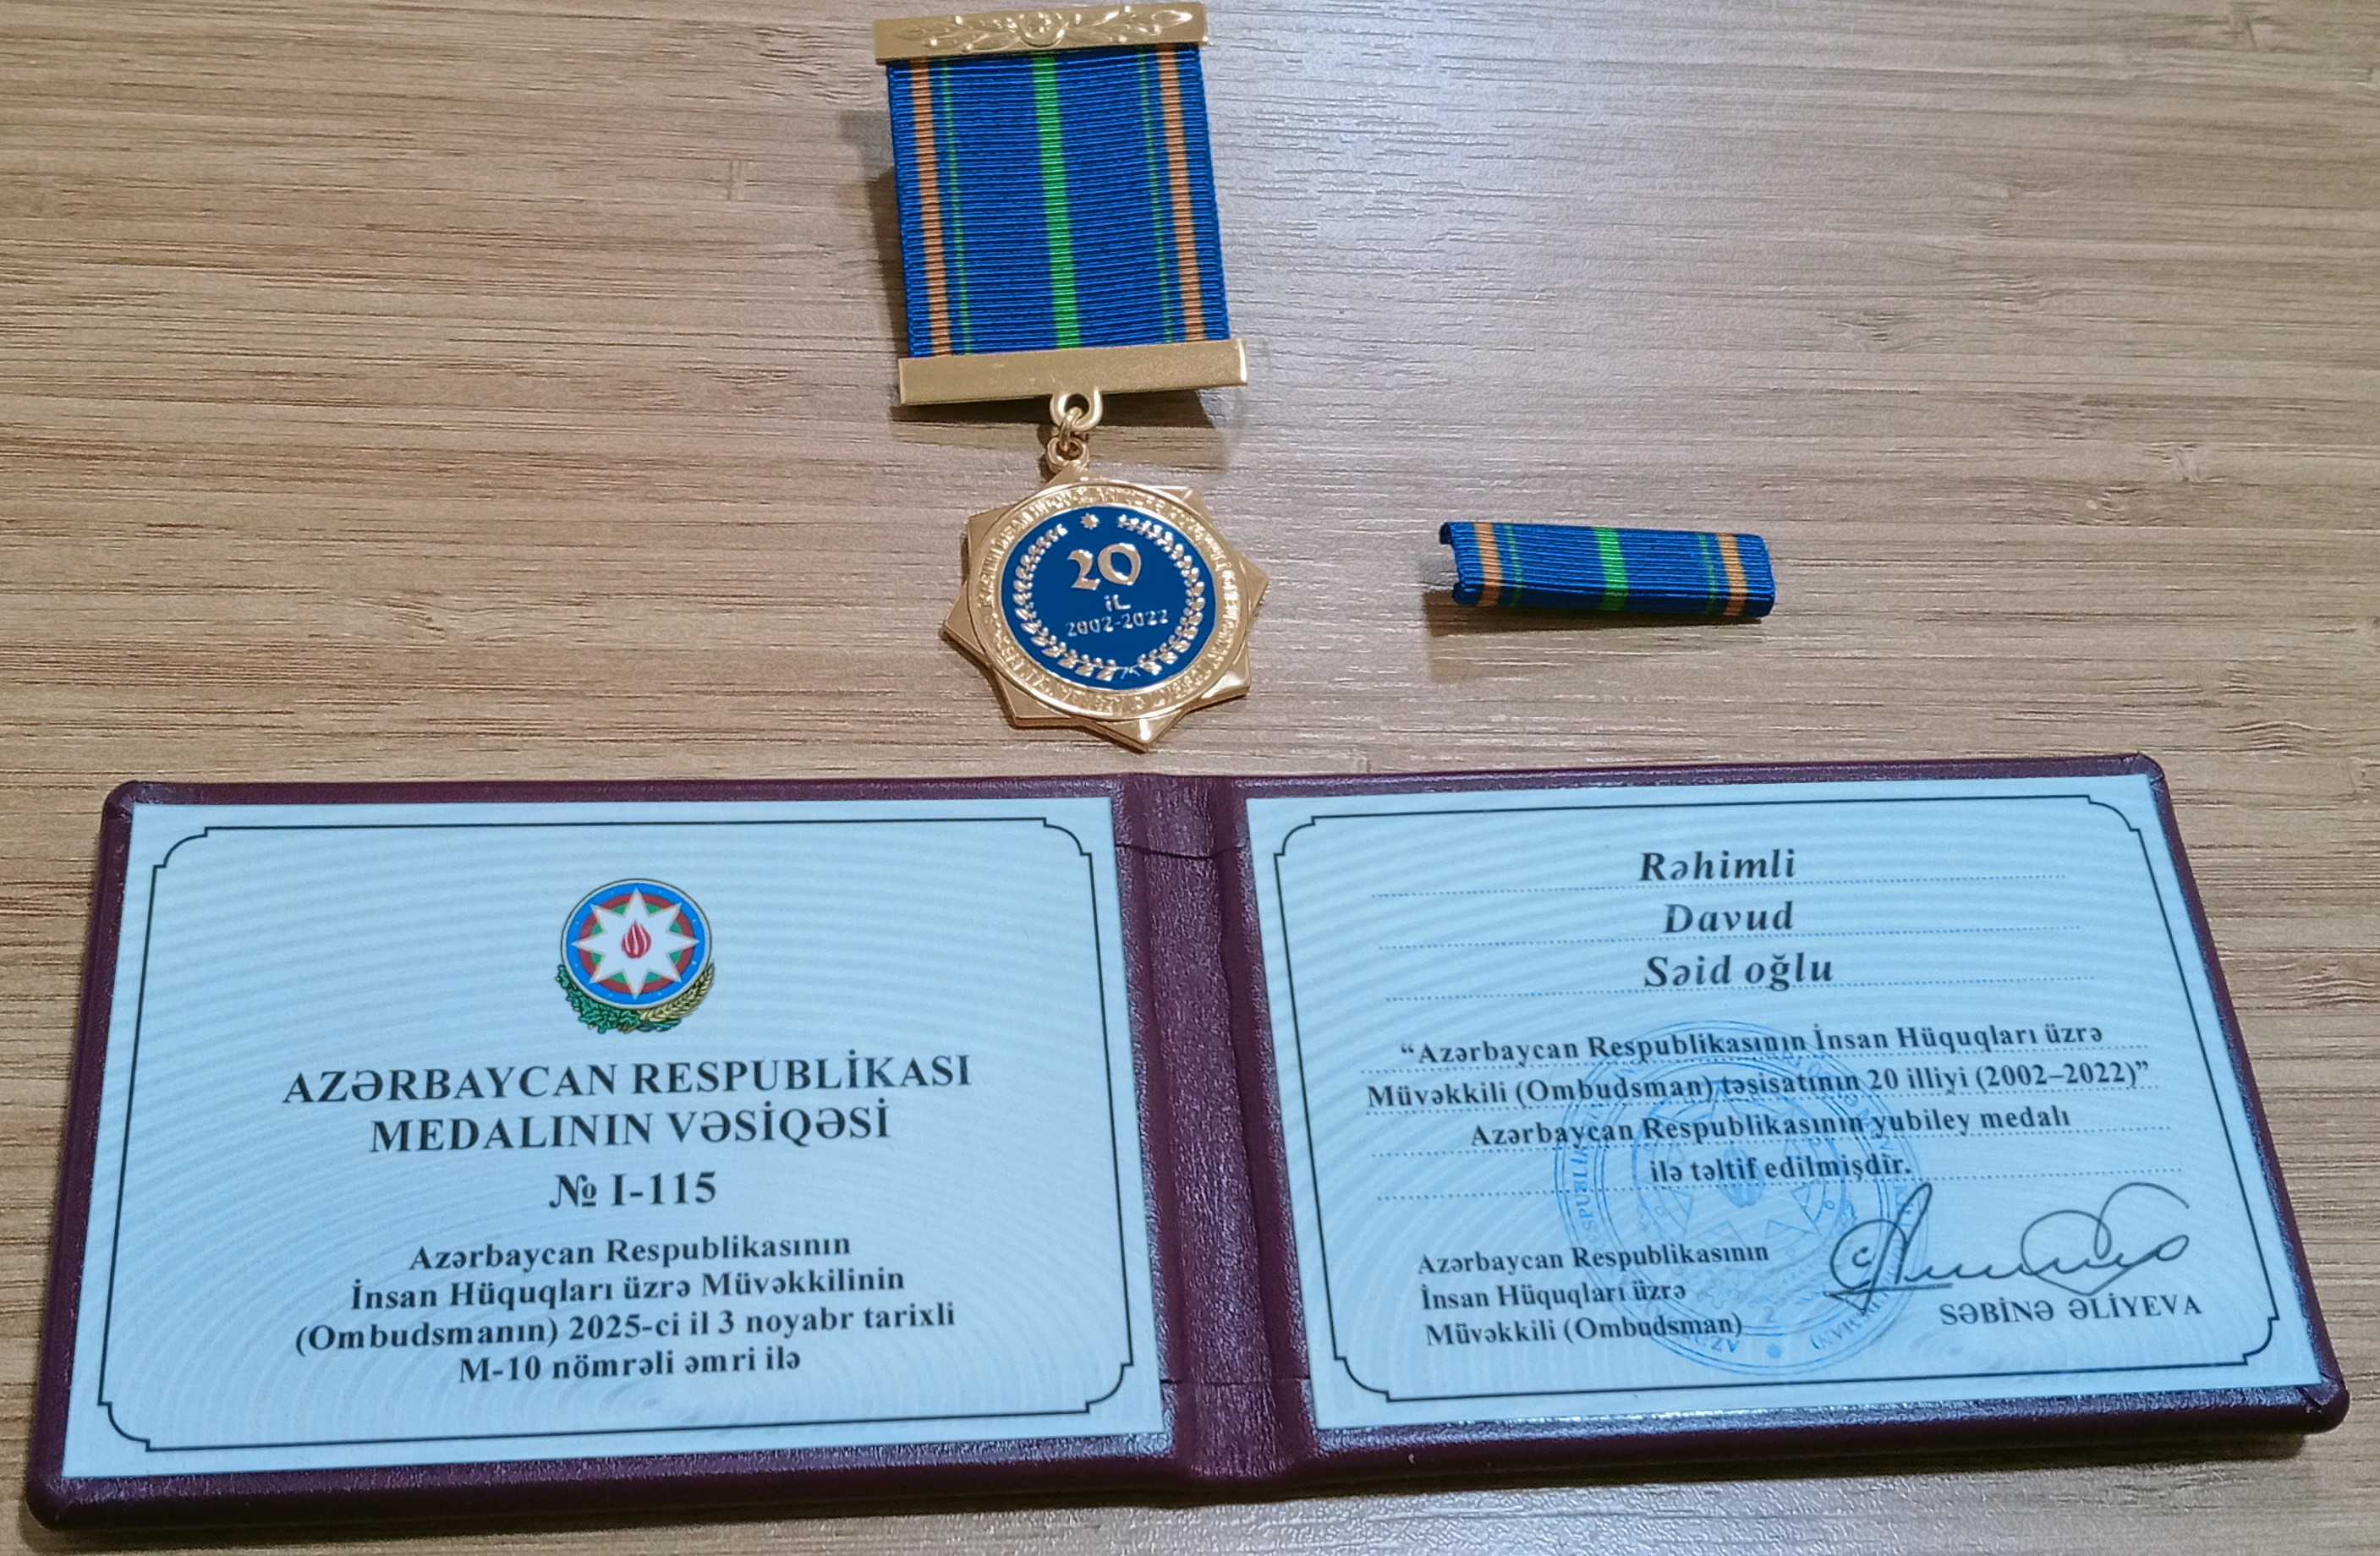 20
İL
2002-2022
AZƏRBAYCAN RESPUBLİKASI
MEDALININ VƏSİQƏSİ
№ I-115
Azərbaycan Respublikasının
İnsan Hüquqları üzrə Müvəkkilinin
(Ombudsmanın) 2025-ci il 3 noyabr tarixli
M-10 nömrəli əmri ilə
Rəhimli
Davud
Səid oğlu
“Azərbaycan Respublikasının İnsan Hüquqları üzrə
Müvəkkili (Ombudsman) təsisatının 20 illiyi (2002–2022)”
Azərbaycan Respublikasının yubiley medalı
ilə təltif edilmişdir.
Azərbaycan Respublikasının
İnsan Hüquqları üzrə
Müvəkkili (Ombudsman)
SƏBİNƏ ƏLİYEVA